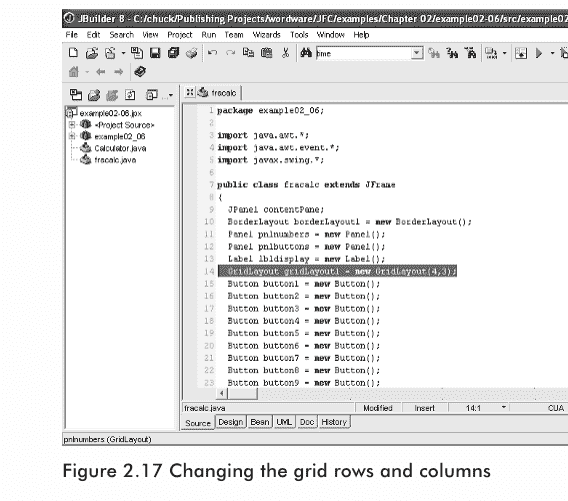 JBuilder 8 - C:/chuck/Publishing Projects/wordware/JFC/examples/Chapter 02/example02-06/src/example02
File Edit Search View Project Run Team Wizards Tools Window Help
time
fracalc
example02-06.jpx
<Project Source>
example02_06
Calculator.java
fracalc.java
1 package example02_06;
2
3 import java.awt.*;
4 import java.awt.event.*;
5 import javax.swing.*;
6
7 public class fracalc extends JFrame
8 {
9 JPanel contentPane;
10 BorderLayout borderLayout1 = new BorderLayout();
11 Panel pnlnumbers = new Panel();
12 Panel pnlbuttons = new Panel();
13 Label lbldisplay = new Label();
14 GridLayout gridLayout1 = new GridLayout(4,3);
15 Button button1 = new Button();
16 Button button2 = new Button();
17 Button button3 = new Button();
18 Button button4 = new Button();
19 Button button5 = new Button();
20 Button button6 = new Button();
21 Button button7 = new Button();
22 Button button8 = new Button();
23 Button button9 = new Button();
fracalc.java Modified Insert 14:1 CUA
Source Design Bean UML Doc History
pnlnumbers (GridLayout)
Figure 2.17 Changing the grid rows and columns